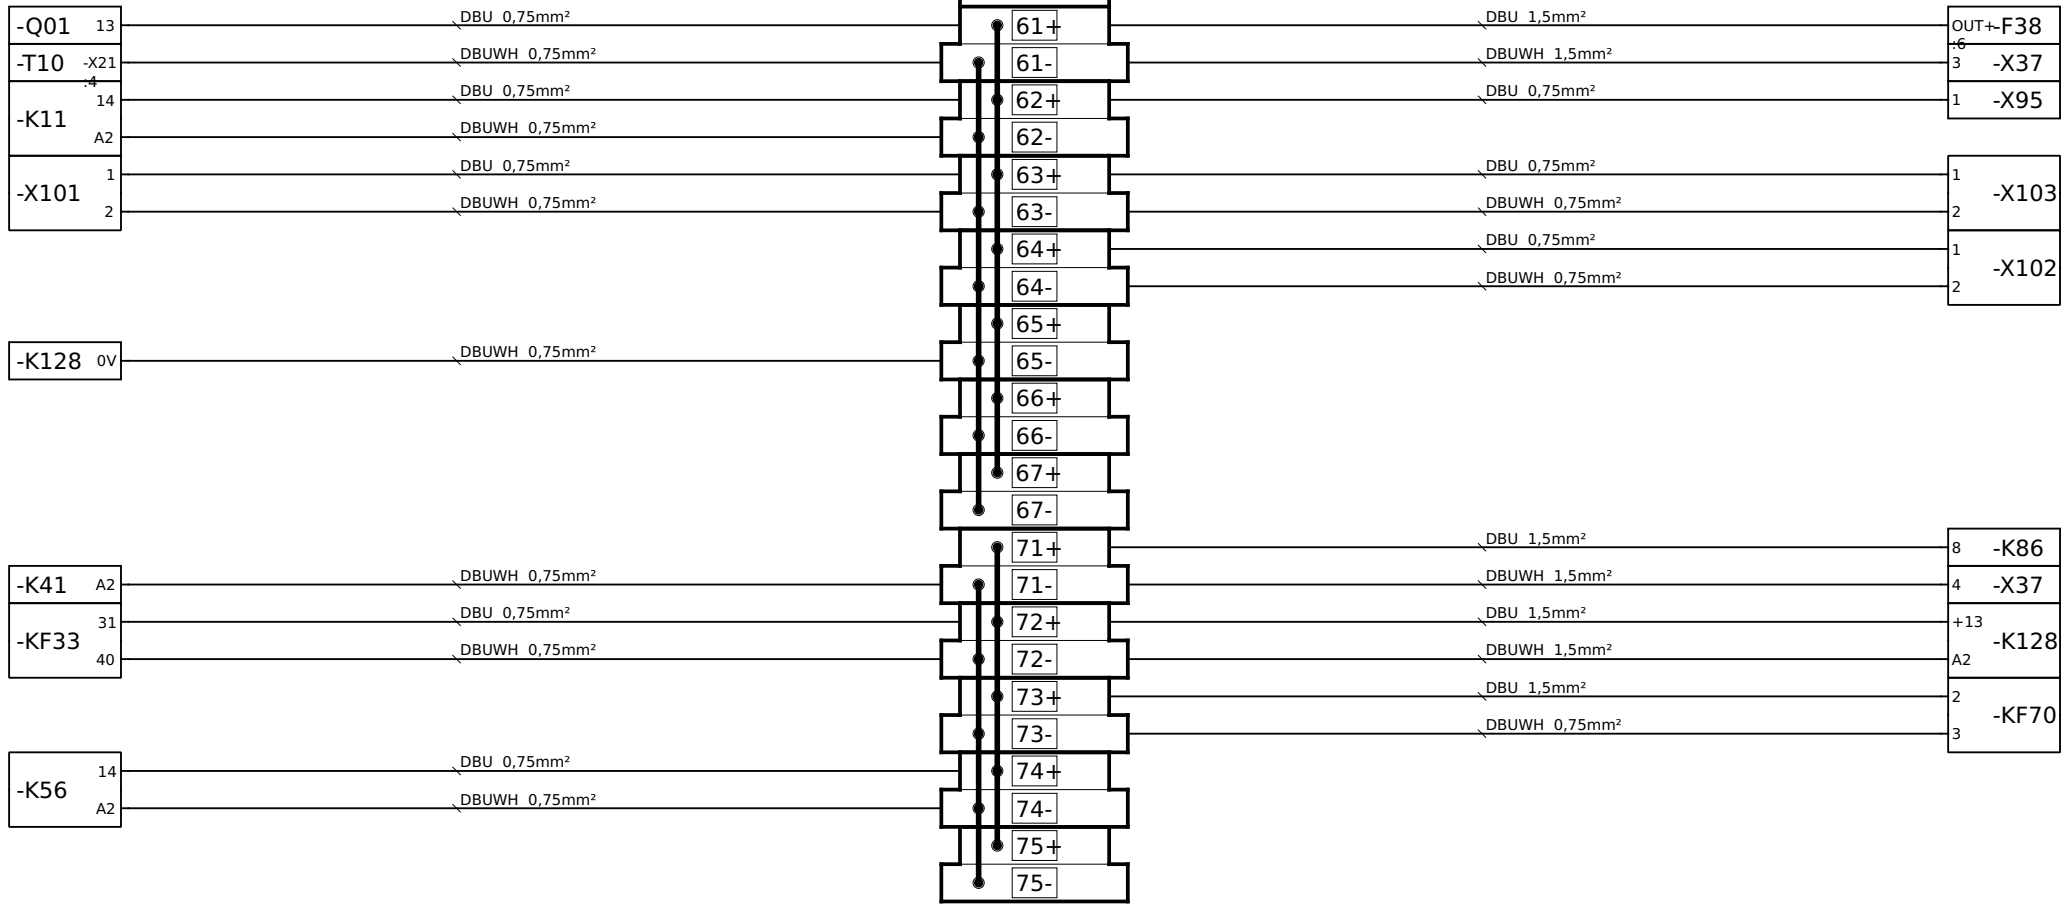 -Q01 13 DBU 0,75mm² 61+ DBU 1,5mm² OUT+ -F38
:6
-T10 -X21 DBUWH 0,75mm² 61- DBUWH 1,5mm² 3 -X37
:4
-K11 14 DBU 0,75mm² 62+ DBU 0,75mm² 1 -X95
A2 DBUWH 0,75mm² 62-
-X101 1 DBU 0,75mm² 63+ DBU 0,75mm² 1 -X103
2 DBUWH 0,75mm² 63- DBUWH 0,75mm² 2
64+ DBU 0,75mm² 1 -X102
64- DBUWH 0,75mm² 2
65+
-K128 0V DBUWH 0,75mm² 65-
66+
66-
67+
67-
71+ DBU 1,5mm² 8 -K86
-K41 A2 DBUWH 0,75mm² 71- DBUWH 1,5mm² 4 -X37
-KF33 31 DBU 0,75mm² 72+ DBU 1,5mm² +13 -K128
40 DBUWH 0,75mm² 72- DBUWH 1,5mm² A2
73+ DBU 1,5mm² 2 -KF70
73- DBUWH 0,75mm² 3
-K56 14 DBU 0,75mm² 74+
A2 DBUWH 0,75mm² 74-
75+
75-